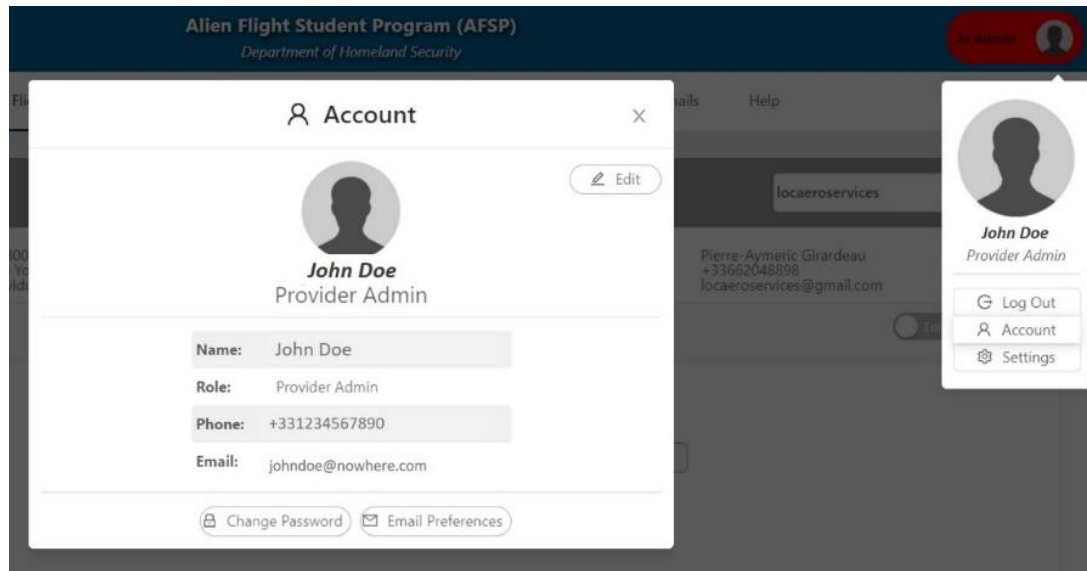 Alien Flight Student Program (AFSP)
Department of Homeland Security
As Admin
Help
Account
Edit
locaeroservices
John Doe
Provider Admin
Pierre-Aymeric Girardeau
+33662048898
locaeroservices@gmail.com
John Doe
Provider Admin
Log Out
Account
Settings
Name: John Doe
Role: Provider Admin
Phone: +331234567890
Email: johndoe@nowhere.com
Change Password
Email Preferences